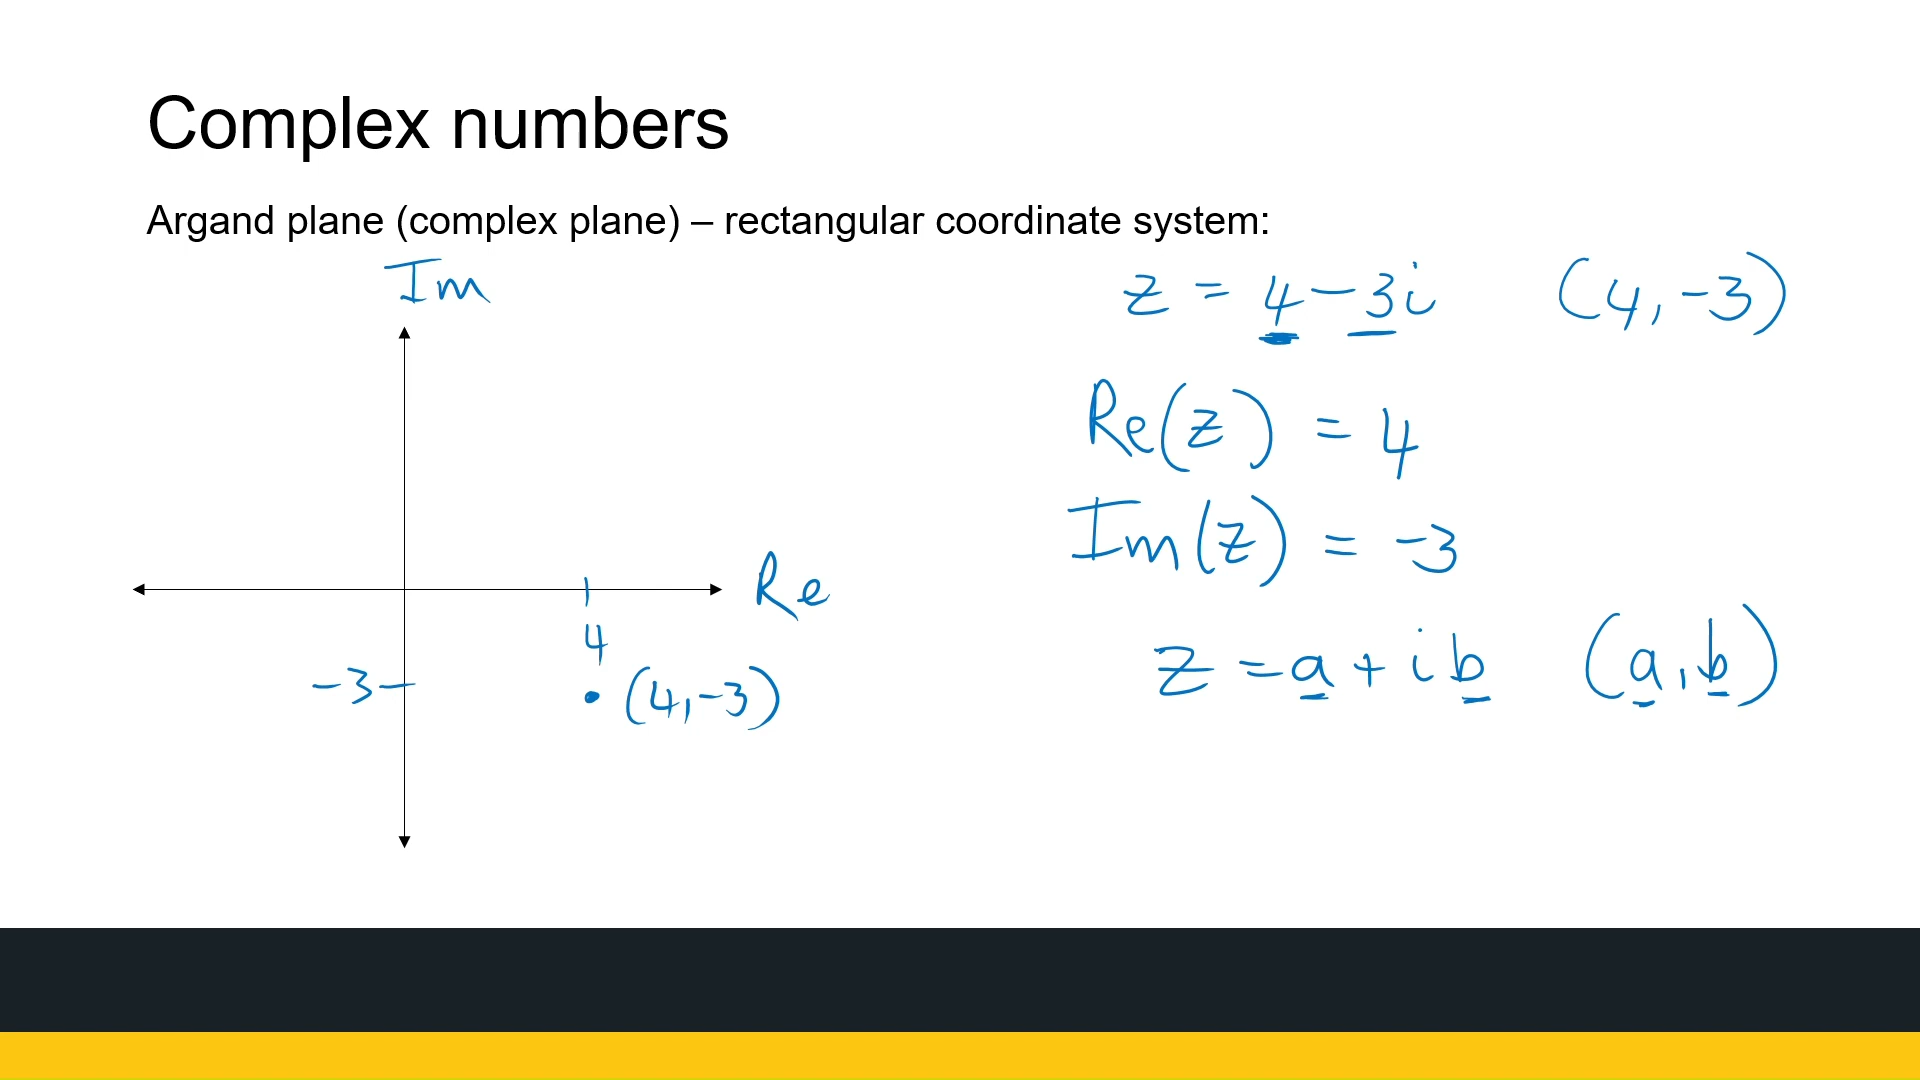 Complex numbers
Argand plane (complex plane) – rectangular coordinate system:
Im
z = 4 - 3i (4, -3)
Re(z) = 4
Im(z) = -3
Re
4
-3
(4, -3)
z = a + ib (a, b)